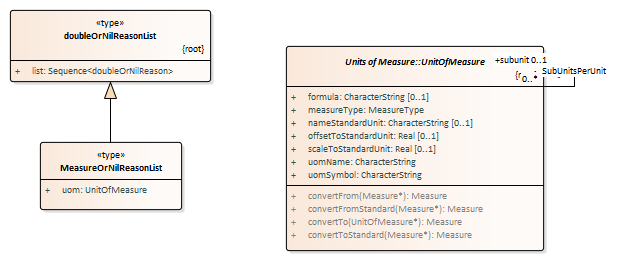 «type»
doubleOrNilReasonList
{root}
+ list: Sequence<doubleOrNilReason>
«type»
MeasureOrNilReasonList
+ uom: UnitOfMeasure
Units of Measure::UnitOfMeasure
+subunit 0..1
SubUnitsPerUnit
0..*
+ formula: CharacterString [0..1]
+ measureType: MeasureType
+ nameStandardUnit: CharacterString [0..1]
+ offsetToStandardUnit: Real [0..1]
+ scaleToStandardUnit: Real [0..1]
+ uomName: CharacterString
+ uomSymbol: CharacterString
+ convertFrom(Measure*): Measure
+ convertFromStandard(Measure*): Measure
+ convertTo(UnitOfMeasure*): Measure
+ convertToStandard(Measure*): Measure